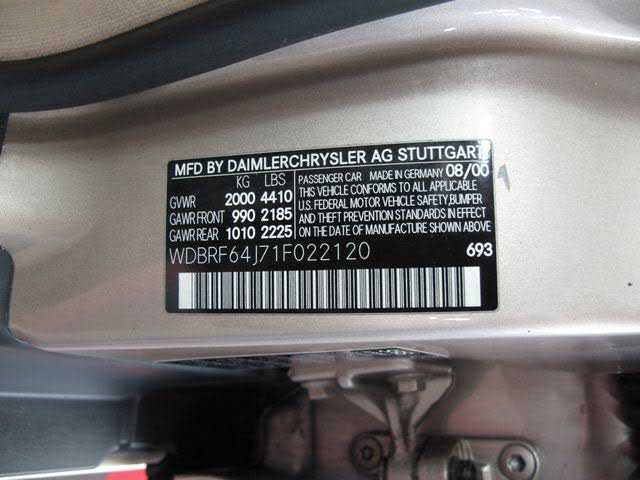 MFD BY DAIMLERCHRYSLER AG STUTTGART
KG LBS
GVWR 2000 4410
GAWR FRONT 990 2185
GAWR REAR 1010 2225
PASSENGER CAR MADE IN GERMANY 08/00
THIS VEHICLE CONFORMS TO ALL APPLICABLE
U.S. FEDERAL MOTOR VEHICLE SAFETY,BUMPER
AND THEFT PREVENTION STANDARDS IN EFFECT
ON THE DATE OF MANUFACTURE SHOWN ABOVE
WDBRF64J71F022120 693